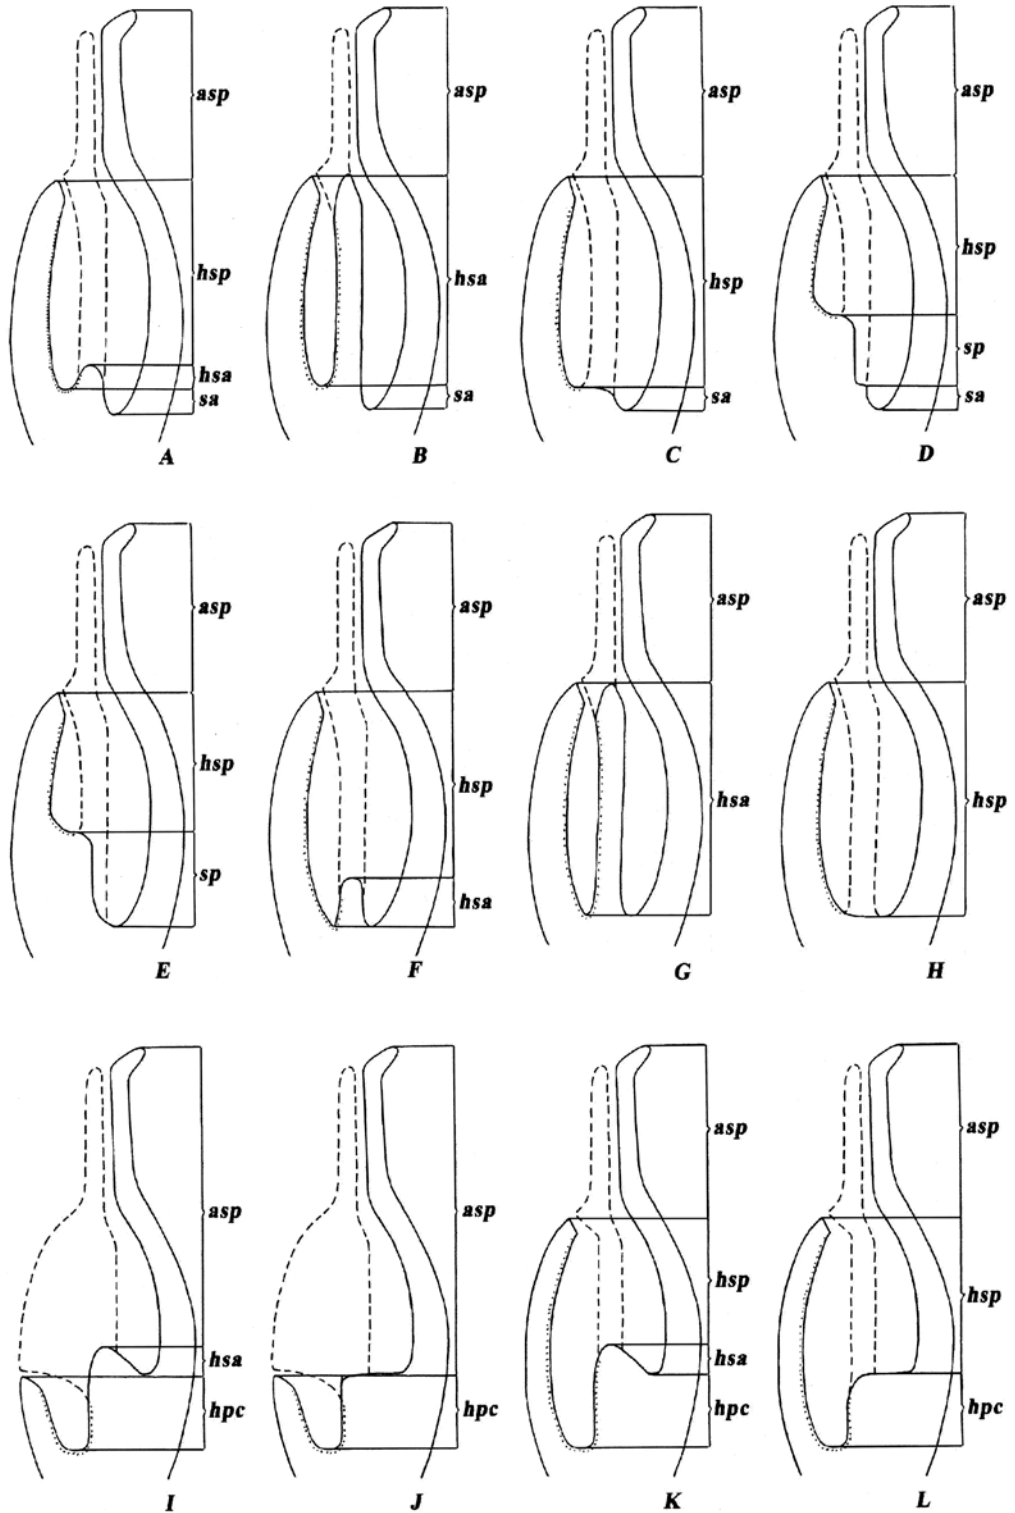 asp asp asp asp
hsp hsa hsp hsp
hsa sa sa sp
sa sa
A B C D
asp asp asp asp
hsp hsp hsa hsp
sp hsa
E F G H
asp asp asp asp
hsa hpc hsp hsp
hpc hsa hpc
hpc
I J K L